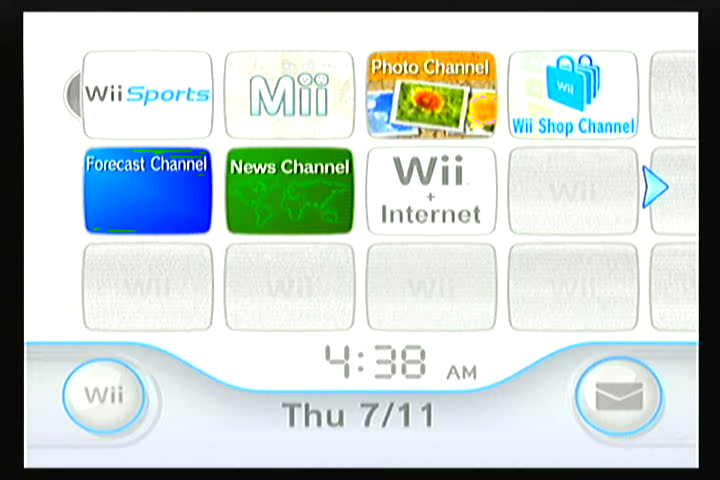 Wii Sports
Mii
Photo Channel
Wii
Wii Shop Channel
Forecast Channel
News Channel
Wii
+
Internet
Wii
Wii
Wii
Wii
Wii
4:38 AM
Wii
Thu 7/11